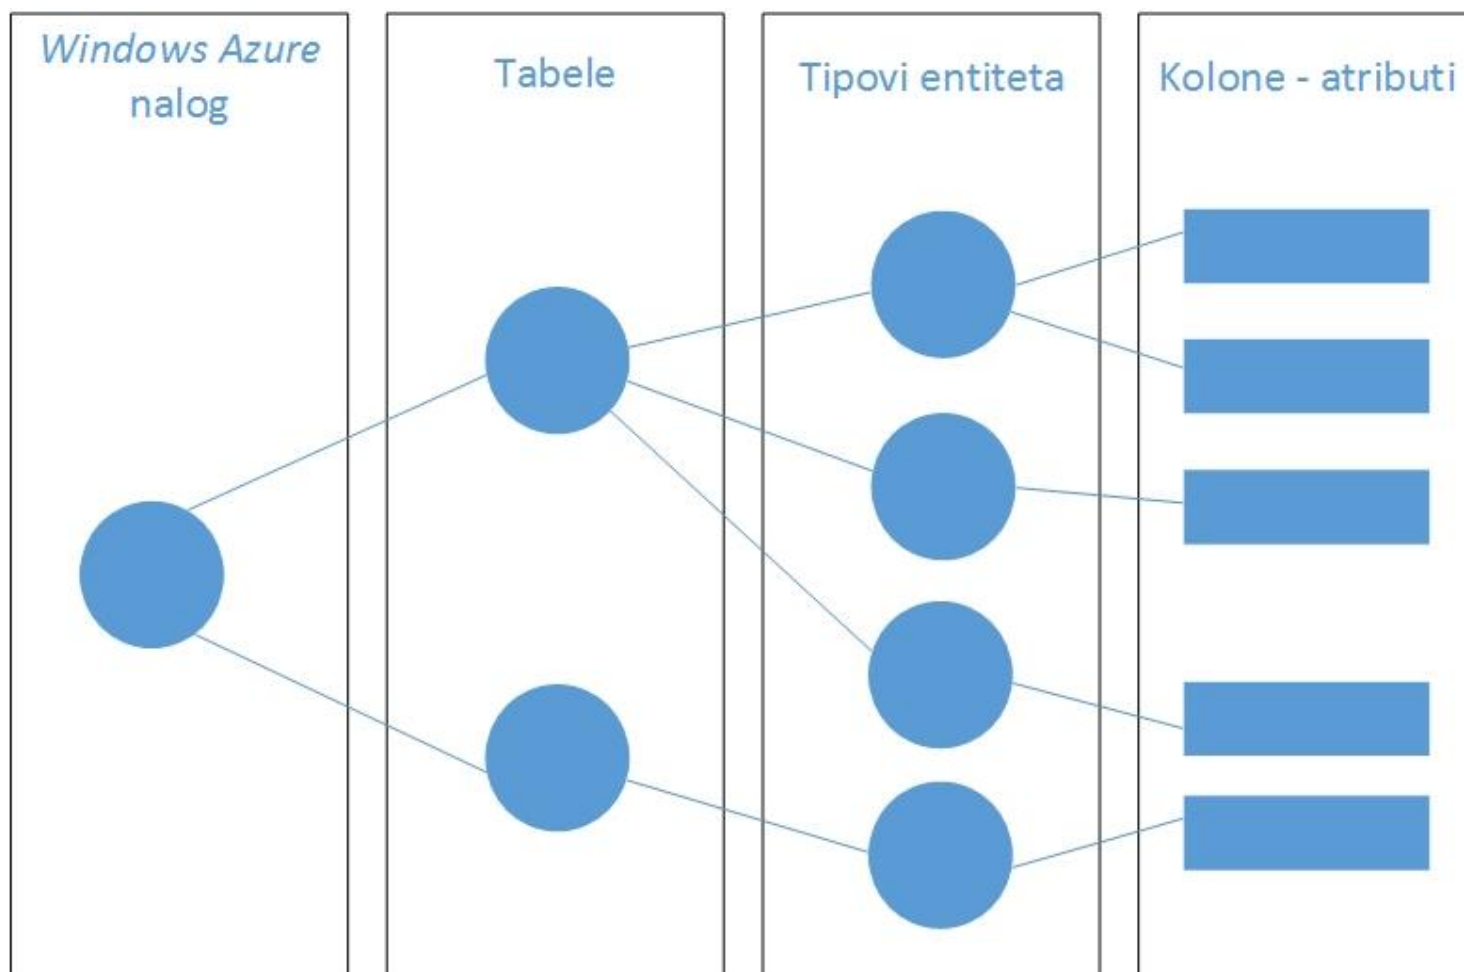 Windows Azure
nalog
Tabele
Tipovi entiteta
Kolone - atributi